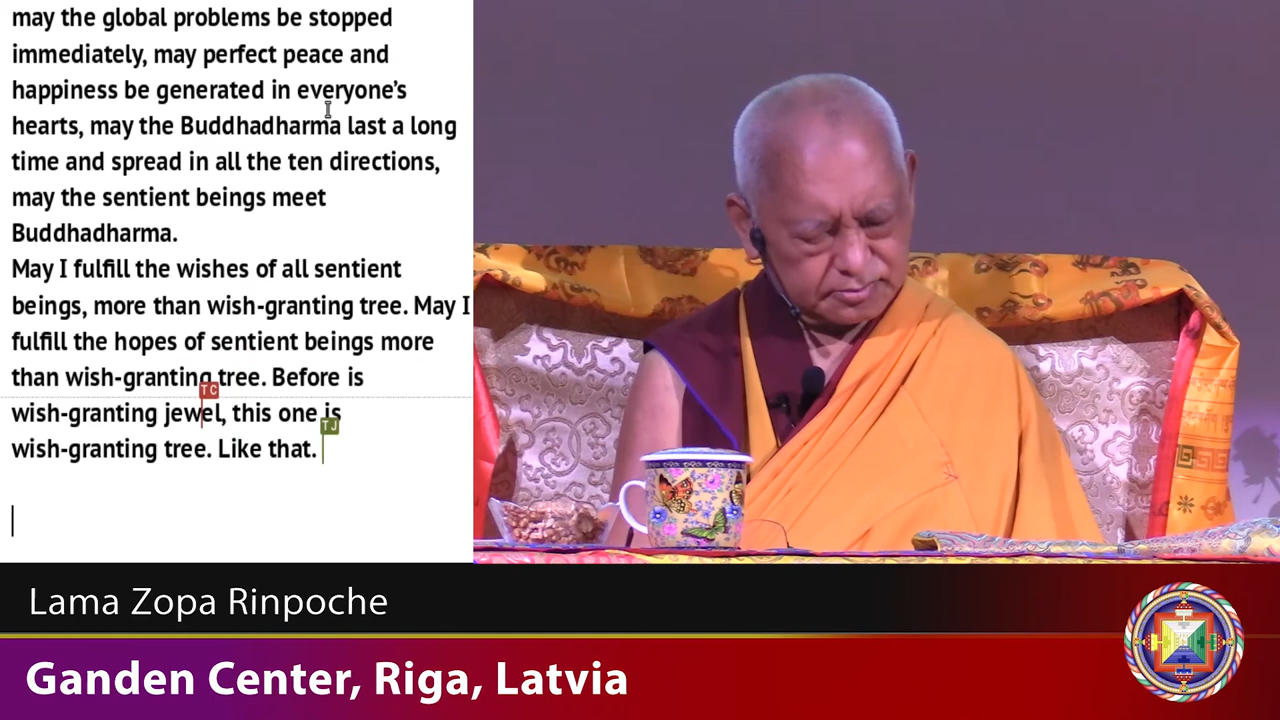 may the global problems be stopped
immediately, may perfect peace and
happiness be generated in everyone's
hearts, may the Buddhadharma last a long
time and spread in all the ten directions,
may the sentient beings meet
Buddhadharma.
May I fulfill the wishes of all sentient
beings, more than wish-granting tree. May I
fulfill the hopes of sentient beings more
than wish-granting tree. Before is
TC
wish-granting jewel, this one is
TJ
wish-granting tree. Like that.
Lama Zopa Rinpoche
Ganden Center, Riga, Latvia